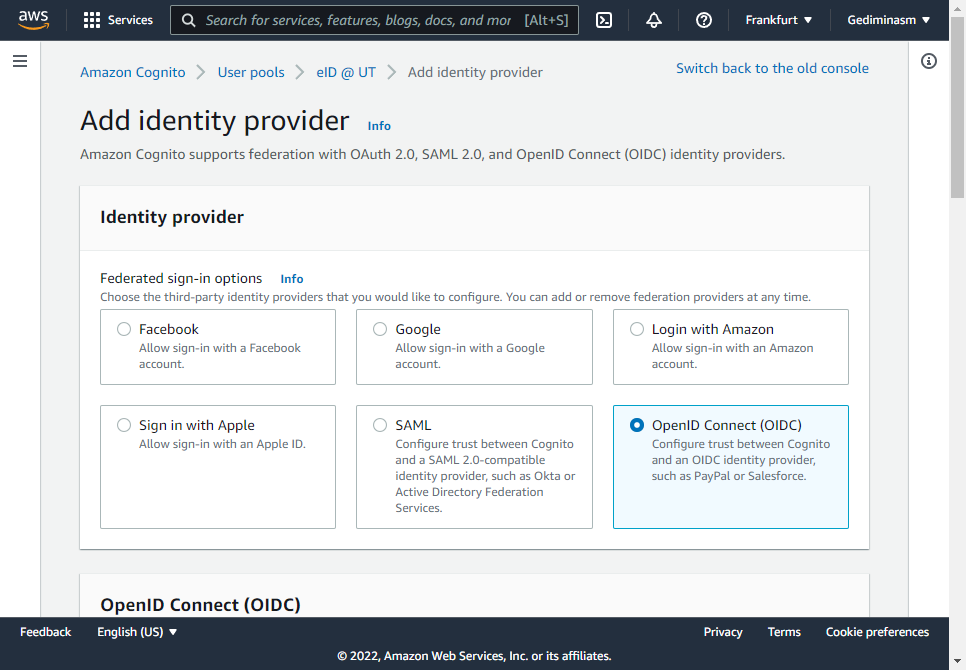 aws
Services
Search for services, features, blogs, docs, and mor [Alt+S]
Frankfurt
Gediminasm
Amazon Cognito
User pools
eID @ UT
Add identity provider
Switch back to the old console
Add identity provider
Info
Amazon Cognito supports federation with OAuth 2.0, SAML 2.0, and OpenID Connect (OIDC) identity providers.
Identity provider
Federated sign-in options
Info
Choose the third-party identity providers that you would like to configure. You can add or remove federation providers at any time.
Facebook
Allow sign-in with a Facebook
account.
Google
Allow sign-in with a Google
account.
Login with Amazon
Allow sign-in with an Amazon
account.
Sign in with Apple
Allow sign-in with an Apple ID.
SAML
Configure trust between Cognito
and a SAML 2.0-compatible
identity provider, such as Okta or
Active Directory Federation
Services.
OpenID Connect (OIDC)
Configure trust between Cognito
and an OIDC identity provider,
such as PayPal or Salesforce.
OpenID Connect (OIDC)
Feedback
English (US)
Privacy
Terms
Cookie preferences
© 2022, Amazon Web Services, Inc. or its affiliates.